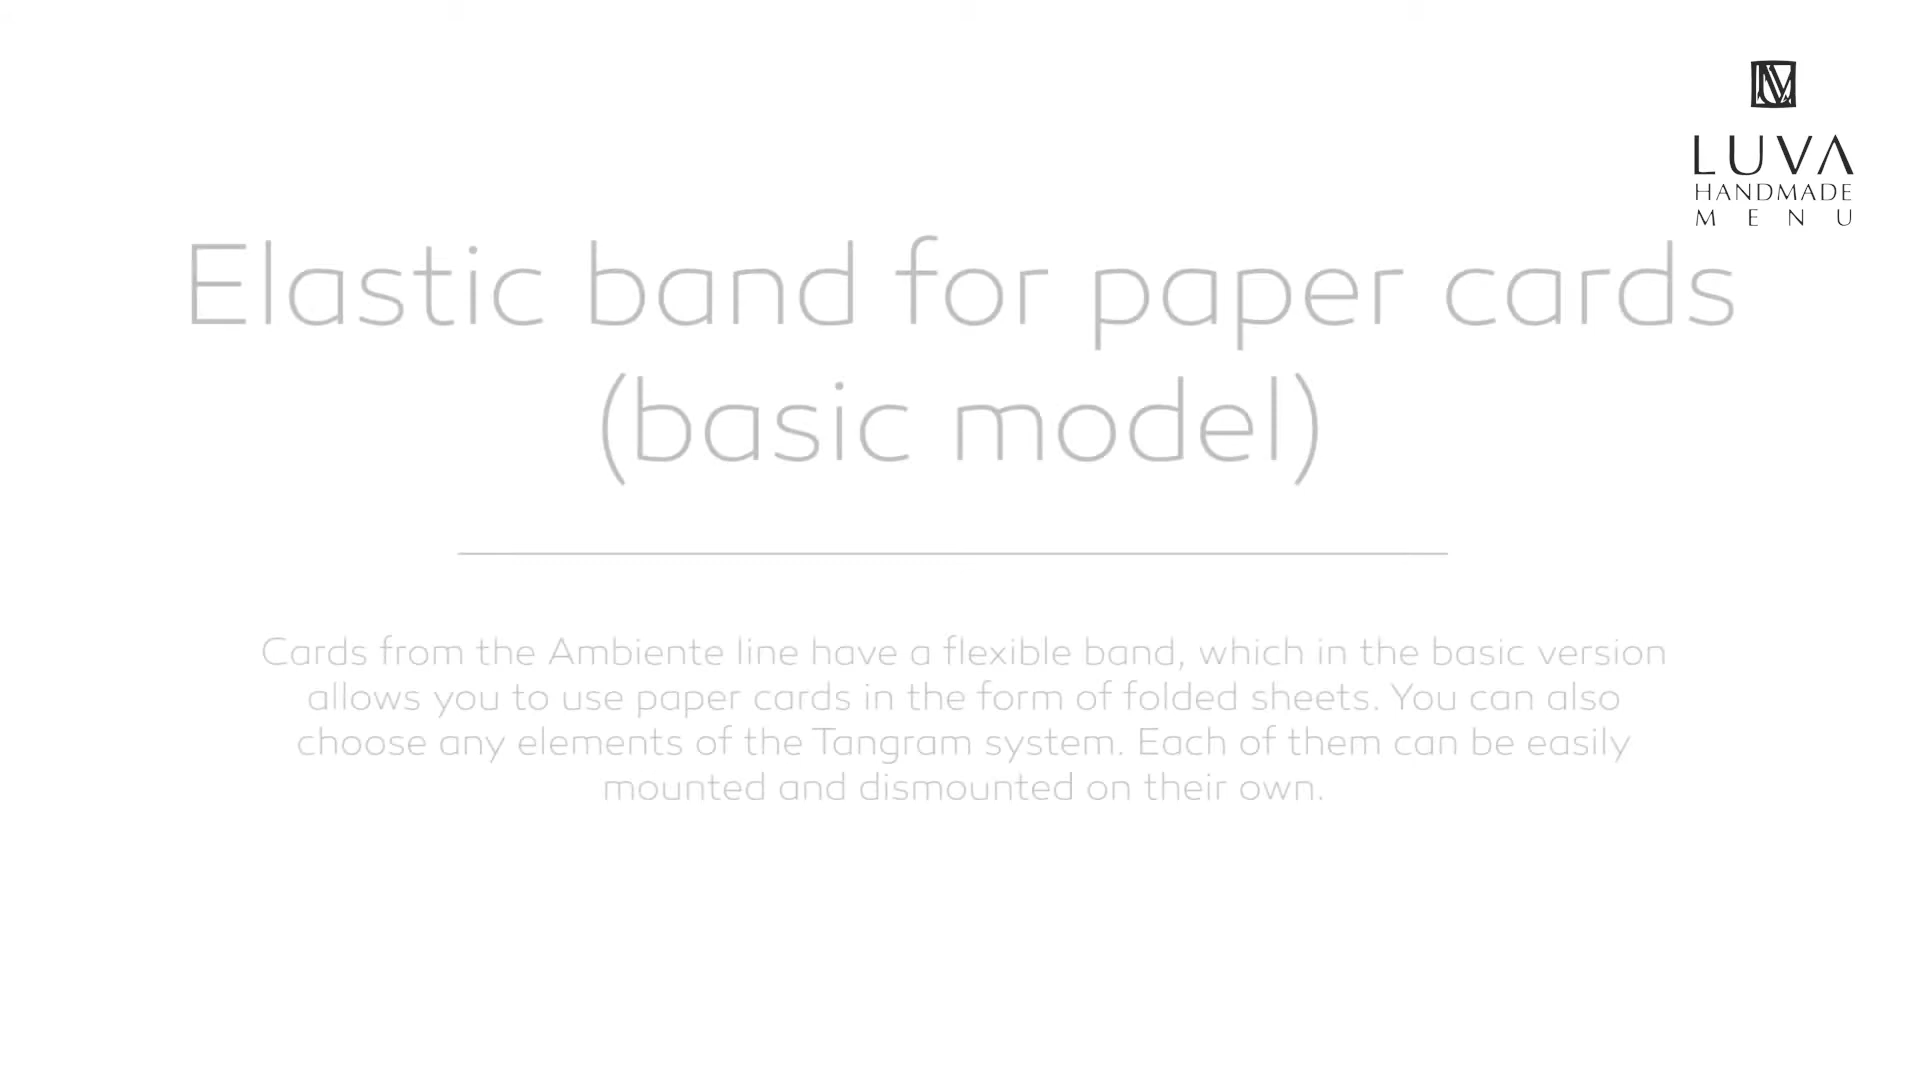 LUVA
HANDMADE
MENU
Elastic band for paper cards
(basic model)
Cards from the Ambiente line have a flexible band, which in the basic version
allows you to use paper cards in the form of folded sheets. You can also
choose any elements of the Tangram system. Each of them can be easily
mounted and dismounted on their own.